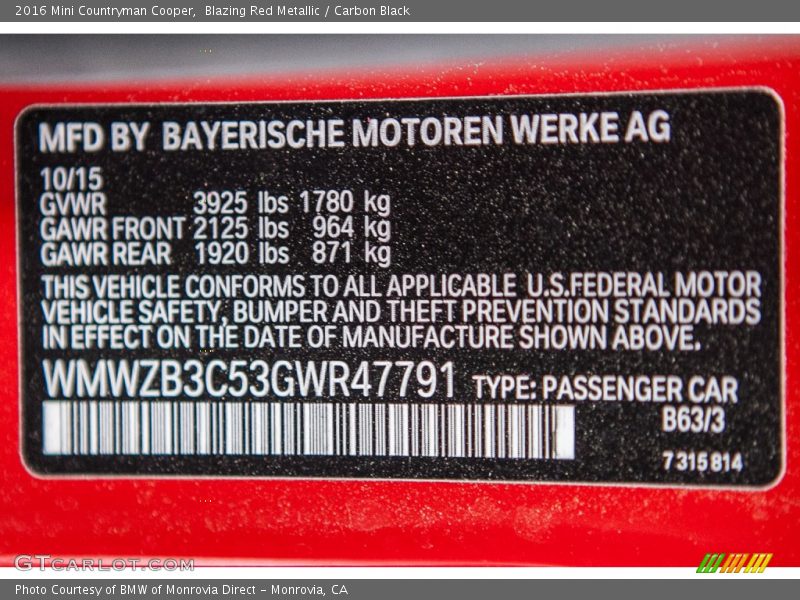 2016 Mini Countryman Cooper,  Blazing Red Metallic / Carbon Black
MFD BY BAYERISCHE MOTOREN WERKE AG
10/15
GVWR 3925 lbs 1780 kg
GAWR FRONT 2125 lbs 964 kg
GAWR REAR 1920 lbs 871 kg
THIS VEHICLE CONFORMS TO ALL APPLICABLE U.S.FEDERAL MOTOR
VEHICLE SAFETY, BUMPER AND THEFT PREVENTION STANDARDS
IN EFFECT ON THE DATE OF MANUFACTURE SHOWN ABOVE.
WMWZB3C53GWR47791 TYPE: PASSENGER CAR
B63/3
7 315 814
GTCARLOT.COM
Photo Courtesy of BMW of Monrovia Direct - Monrovia, CA